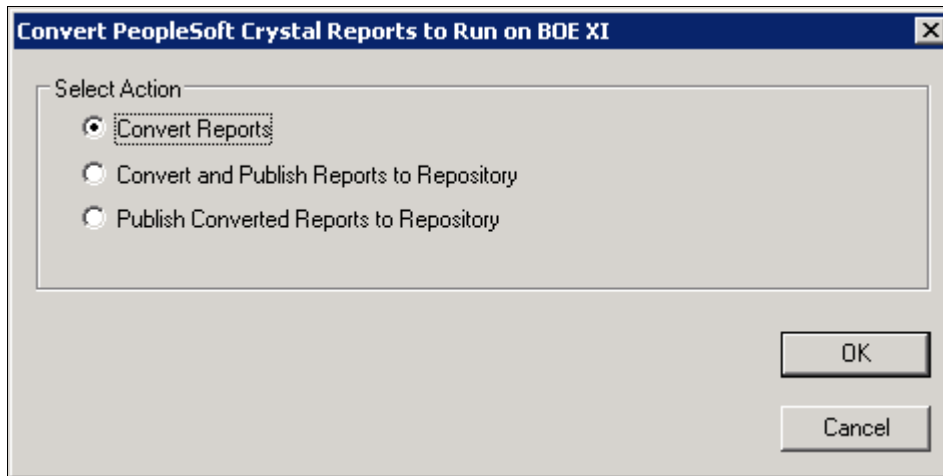 Convert PeopleSoft Crystal Reports to Run on BOE XI
Select Action
Convert Reports
Convert and Publish Reports to Repository
Publish Converted Reports to Repository
OK
Cancel